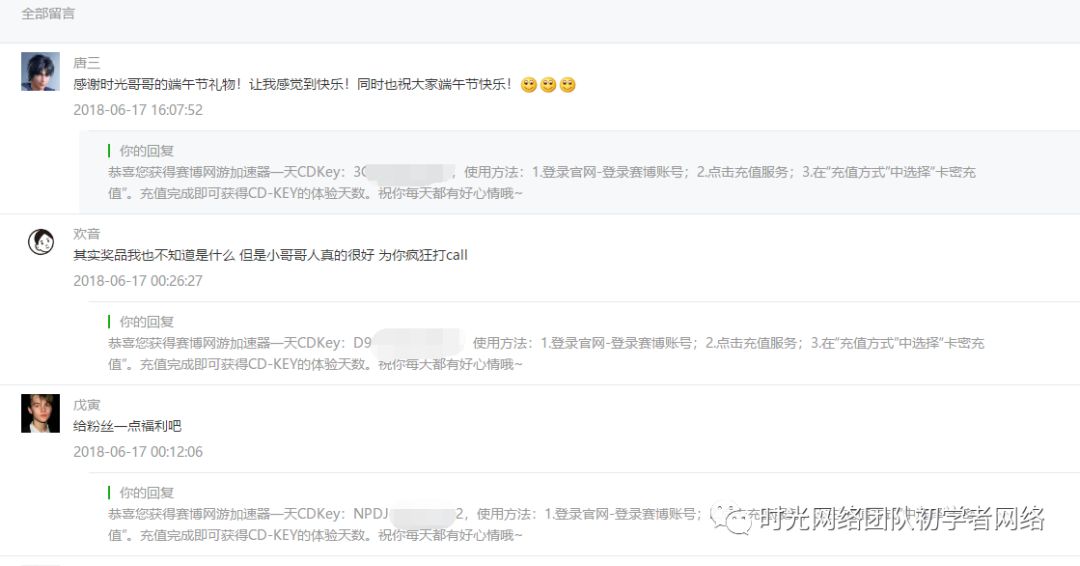 全部留言
唐三
感谢时光哥哥的端午节礼物！让我感觉到快乐！同时也祝大家端午节快乐！
2018-06-17 16:07:52
你的回复
恭喜您获得赛博网游加速器—天CDKey：3C ，使用方法：1.登录官网-登录赛博账号；2.点击充值服务；3.在“充值方式”中选择“卡密充
值”。充值完成即可获得CD-KEY的体验天数。祝你每天都有好心情哦~
欢音
其实奖品我也不知道是什么 但是小哥哥人真的很好 为你疯狂打call
2018-06-17 00:26:27
你的回复
恭喜您获得赛博网游加速器—天CDKey：D9 使用方法：1.登录官网-登录赛博账号；2.点击充值服务；3.在“充值方式”中选择“卡密充
值”。充值完成即可获得CD-KEY的体验天数。祝你每天都有好心情哦~
戊寅
给粉丝一点福利吧
2018-06-17 00:12:06
你的回复
恭喜您获得赛博网游加速器—天CDKey：NPDJ 2，使用方法：1.登录官网-登录赛博账号；
值”。充值完成即可获得CD-KEY的体验天数。祝你每天都有好心情哦~
时光网络团队初学者网络